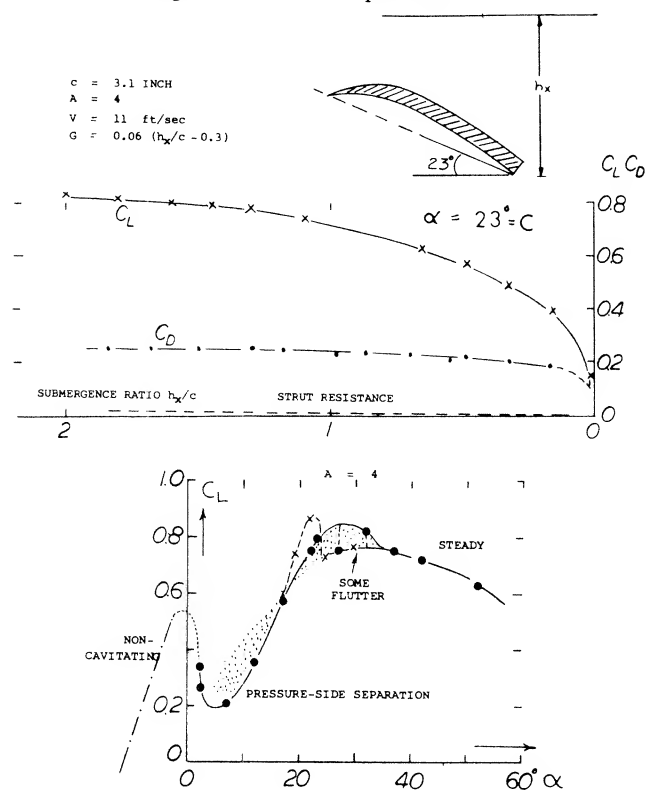 c = 3.1 INCH
A = 4
V = 11 ft/sec
G = 0.06 (hx/c -0.3)
hx
23°
CL CD
α = 23° = C
CL
0.8
0.6
0.4
CD
0.2
SUBMERGENCE RATIO hx/c
STRUT RESISTANCE
0
2
1
0
A = 4
1.0
CL
0.8
STEADY
0.6
SOME
FLUTTER
NON-
CAVITATING
PRESSURE-SIDE SEPARATION
0.2
0
0
20
40
60° α